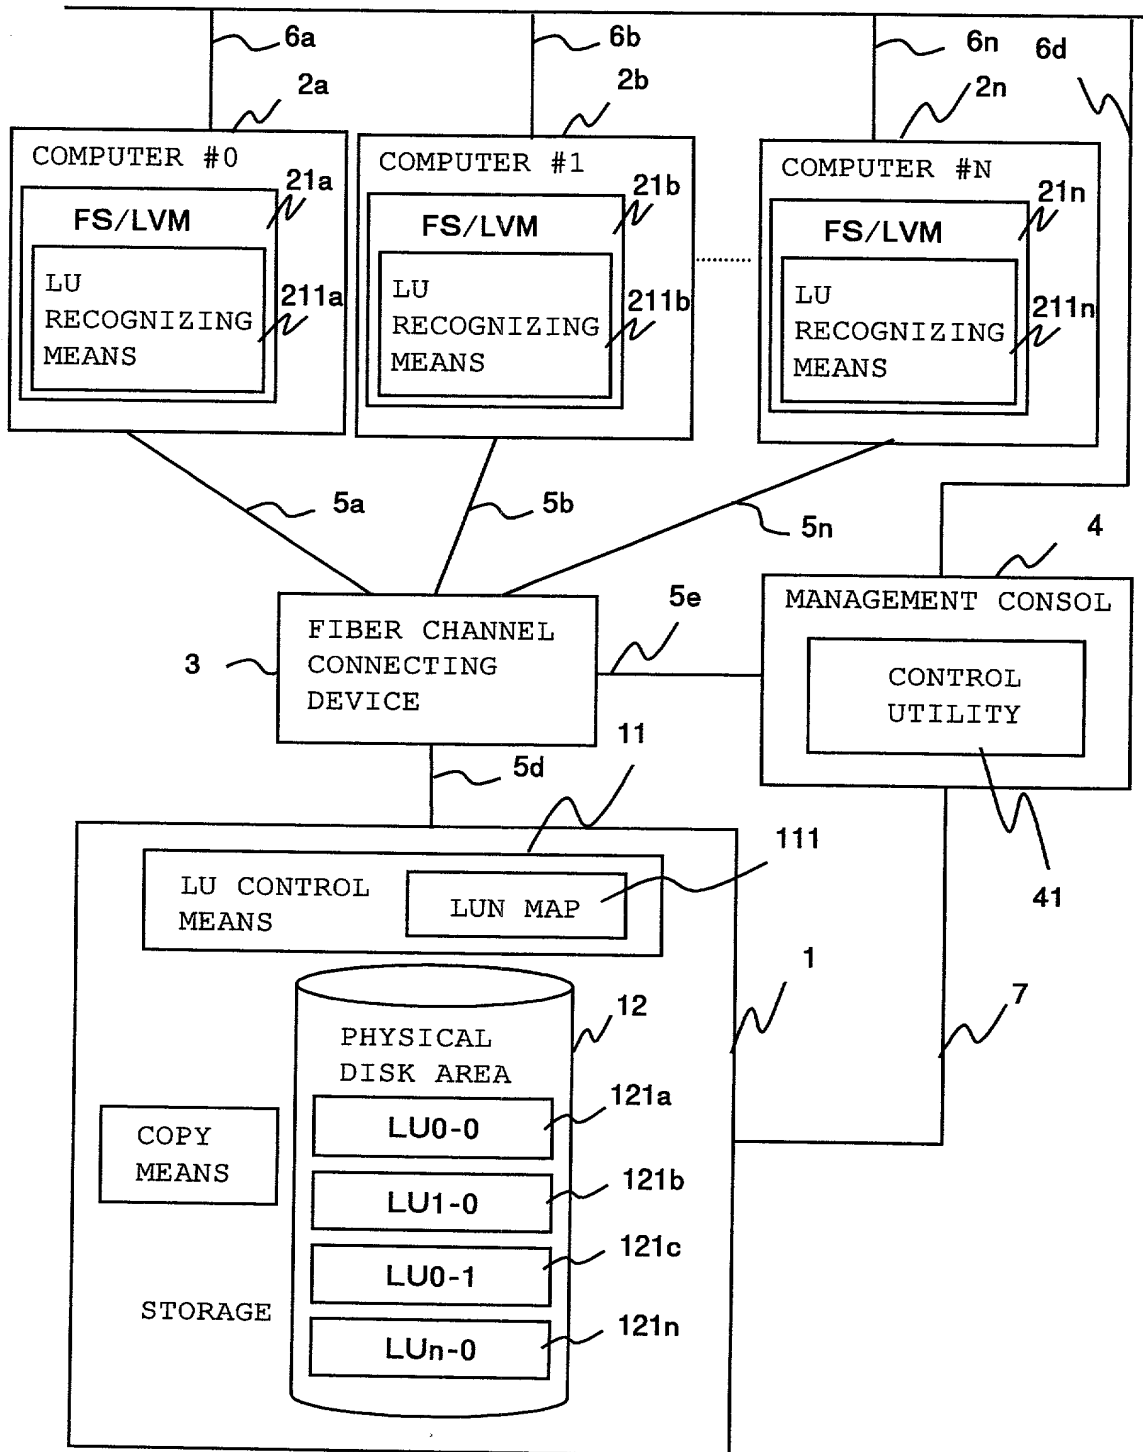 6a
6b
6n
6d
2a
2b
2n
COMPUTER #0
21a
FS/LVM
LU
RECOGNIZING
MEANS
211a
COMPUTER #1
21b
FS/LVM
LU
RECOGNIZING
MEANS
211b
COMPUTER #N
21n
FS/LVM
LU
RECOGNIZING
MEANS
211n
5a
5b
5n
4
3
FIBER CHANNEL
CONNECTING
DEVICE
5e
MANAGEMENT CONSOL
CONTROL
UTILITY
41
5d
11
LU CONTROL
MEANS
LUN MAP
111
1
7
12
PHYSICAL
DISK AREA
121a
LU0-0
COPY
MEANS
121b
LU1-0
121c
LU0-1
STORAGE
121n
LUn-0